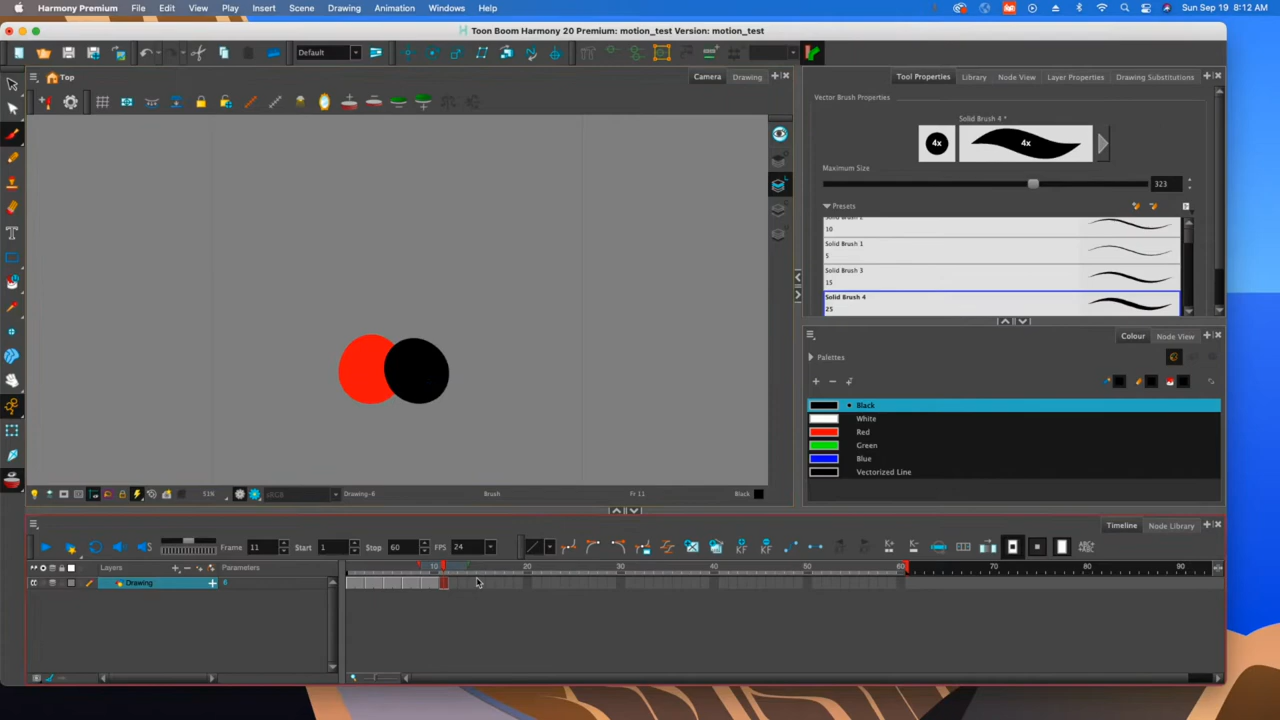 Harmony Premium File Edit View Play Insert Scene Drawing Animation Windows Help Sun Sep 19 8:12 AM
Toon Boom Harmony 20 Premium: motion_test Version: motion_test
Default
Top Camera Drawing Tool Properties Library Node View Layer Properties Drawing Substitutions
Vector Brush Properties
Solid Brush 4 *
4x 4x
Maximum Size
323
Presets
10
Solid Brush 1
5
Solid Brush 3
15
Solid Brush 4
25
Colour Node View
Palettes
Black
White
Red
Green
Blue
Vectorized Line
51% Drawing-6 Brush Fr 11 Black
Timeline Node Library
Frame 11 Start 1 Stop 60 FPS 24
Layers Parameters 10 20 30 40 50 60 70 80 90
Drawing 6